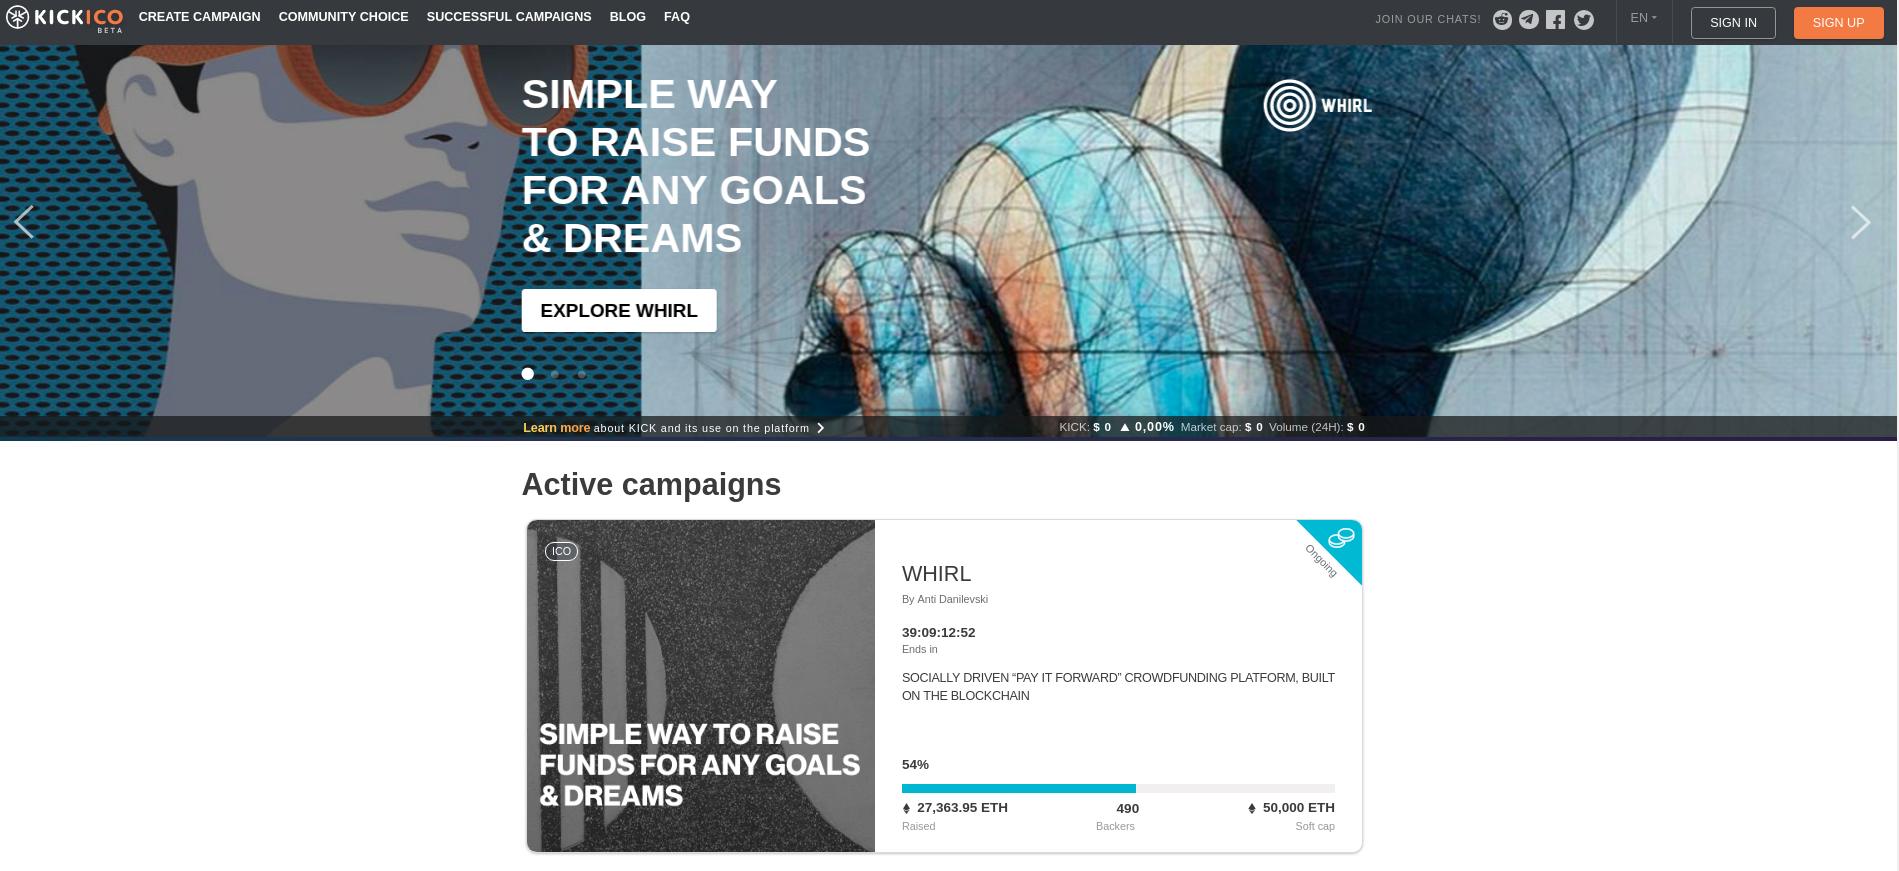 KICKICO
BETA
CREATE CAMPAIGN COMMUNITY CHOICE SUCCESSFUL CAMPAIGNS BLOG FAQ
JOIN OUR CHATS!
EN
SIGN IN
SIGN UP
SIMPLE WAY
TO RAISE FUNDS
FOR ANY GOALS
& DREAMS
WHIRL
EXPLORE WHIRL
Learn more about KICK and its use on the platform
KICK: $ 0 ▲ 0,00% Market cap: $ 0 Volume (24H): $ 0
Active campaigns
ICO
SIMPLE WAY TO RAISE
FUNDS FOR ANY GOALS
& DREAMS
Ongoing
WHIRL
By Anti Danilevski
39:09:12:52
Ends in
SOCIALLY DRIVEN “PAY IT FORWARD” CROWDFUNDING PLATFORM, BUILT
ON THE BLOCKCHAIN
54%
27,363.95 ETH 490 50,000 ETH
Raised Backers Soft cap